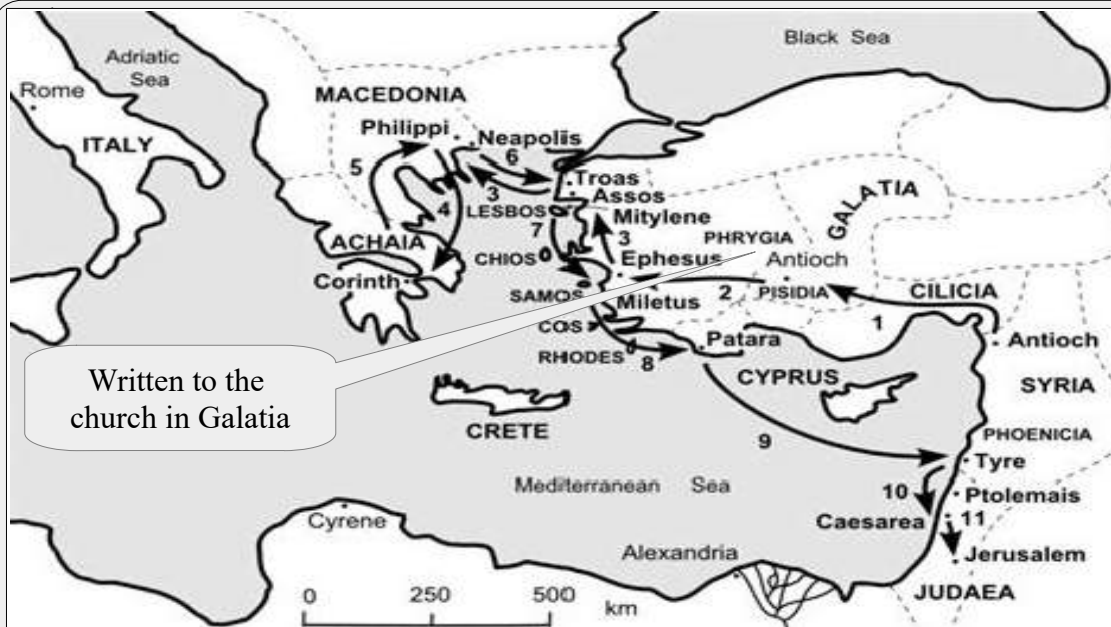 Black Sea
Adriatic
Sea
Rome
ITALY
MACEDONIA
Philippi
Neapoliis
5
6
3
4
Troas
Assos
LESBOS
Mitylene
7
3
GALATIA
PHRYGIA
ACHAIA
CHIOS
Ephesus
Antioch
Corinth
SAMOS
2
PISIDIA
CILICIA
Miletus
1
COS
Patara
Antioch
RHODES
8
CYPRUS
SYRIA
Written to the
church in Galatia
CRETE
9
PHOENICIA
Tyre
Mediterranean Sea
10
Ptolemais
Cyrene
Caesarea
11
Alexandria
Jerusalem
JUDAEA
0 250 500
km